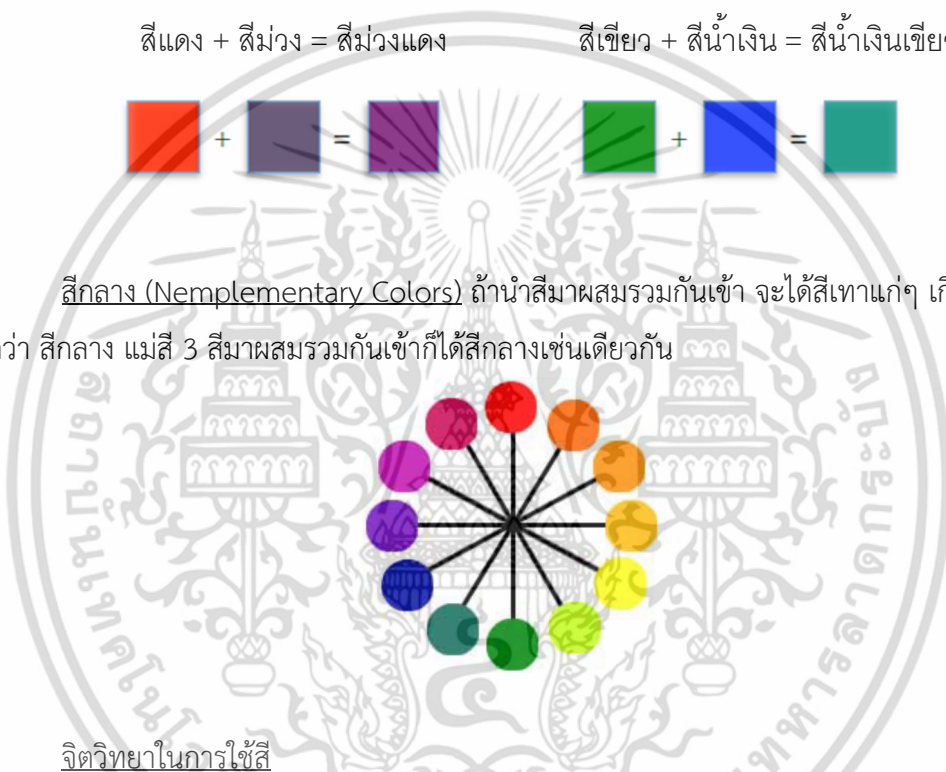 สีแดง + สีม่วง = สีม่วงแดง สีเขียว + สีน้ำเงิน = สีน้ำเงินเขีย
+ = + =
สีกลาง (Nemplementary Colors) ถ้านำสีมาผสมรวมกันเข้า จะได้สีเทาแก่ๆ
ว่า สีกลาง แม่สี 3 สีมาผสมรวมกันเข้าก็ได้สีกลางเช่นเดียวกัน
จิตวิทยาในการใช้สี